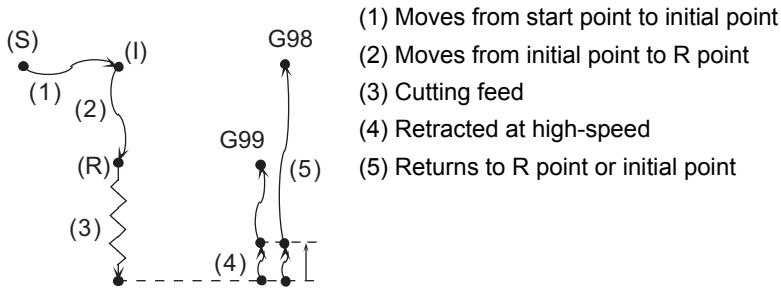 (S)
(I)
(1)
(2)
(R)
(3)
G98
G99
(5)
(4)
(1) Moves from start point to initial point
(2) Moves from initial point to R point
(3) Cutting feed
(4) Retracted at high-speed
(5) Returns to R point or initial point